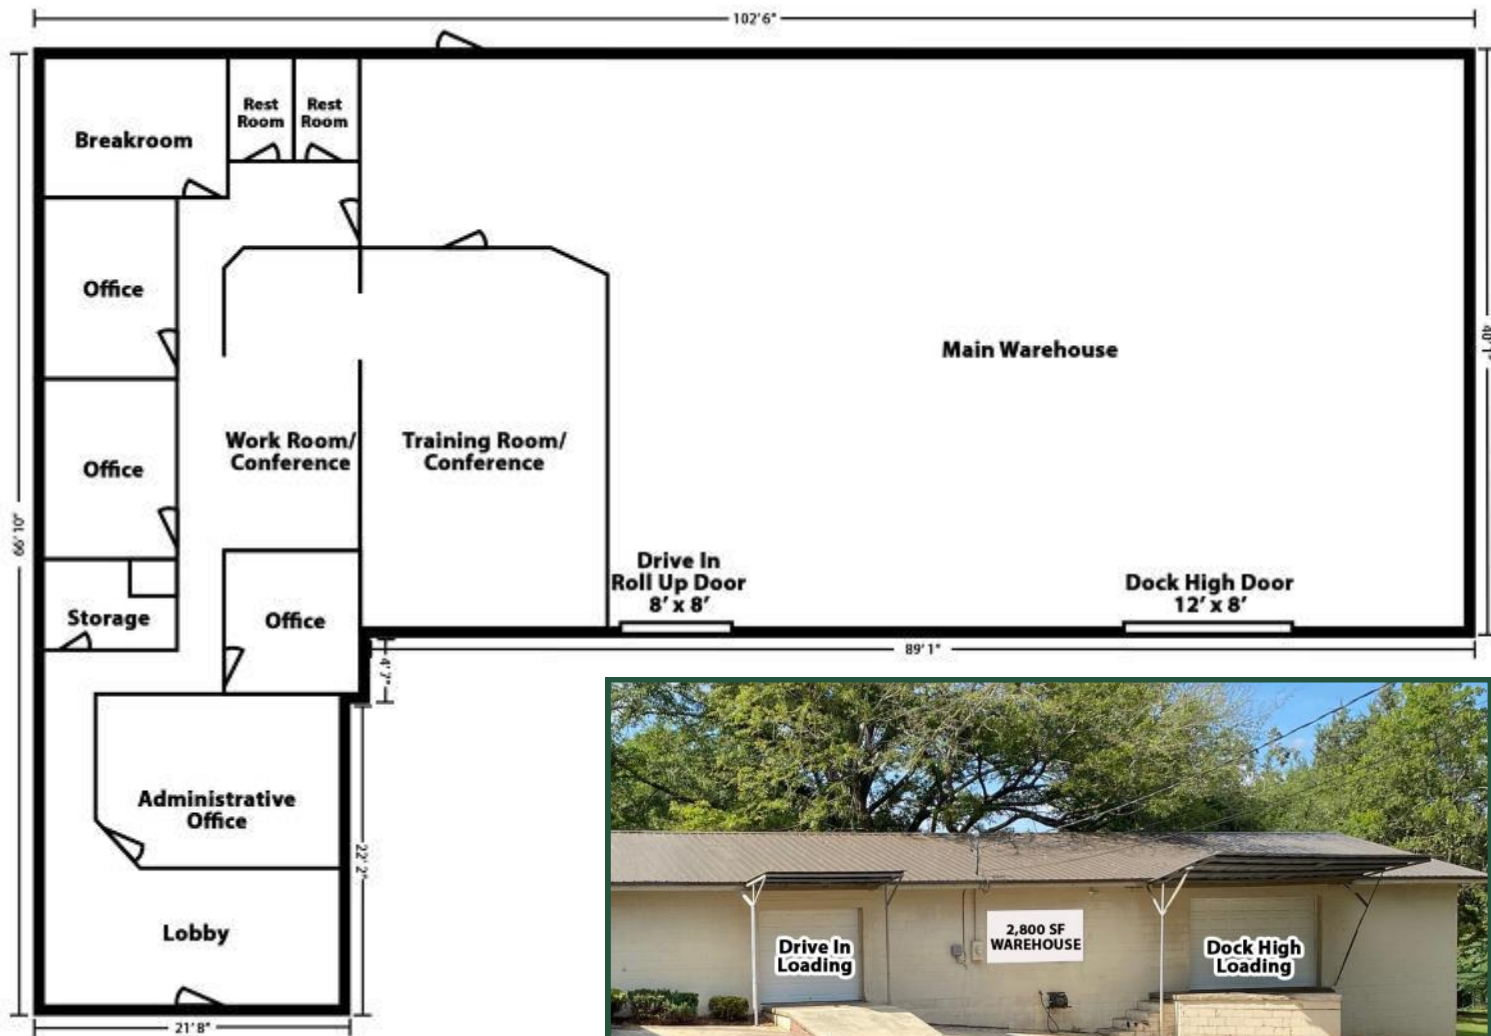 102'6"
Breakroom
Rest
Room
Rest
Room
Office
Main Warehouse
40'1"
Office
Work Room/
Conference
Training Room/
Conference
66'10"
Storage
Office
Drive In
Roll Up Door
8' x 8'
Dock High Door
12' x 8'
4'7"
89'1"
Administrative
Office
22'2"
Lobby
21'8"
Drive In
Loading
2,800 SF
WAREHOUSE
Dock High
Loading